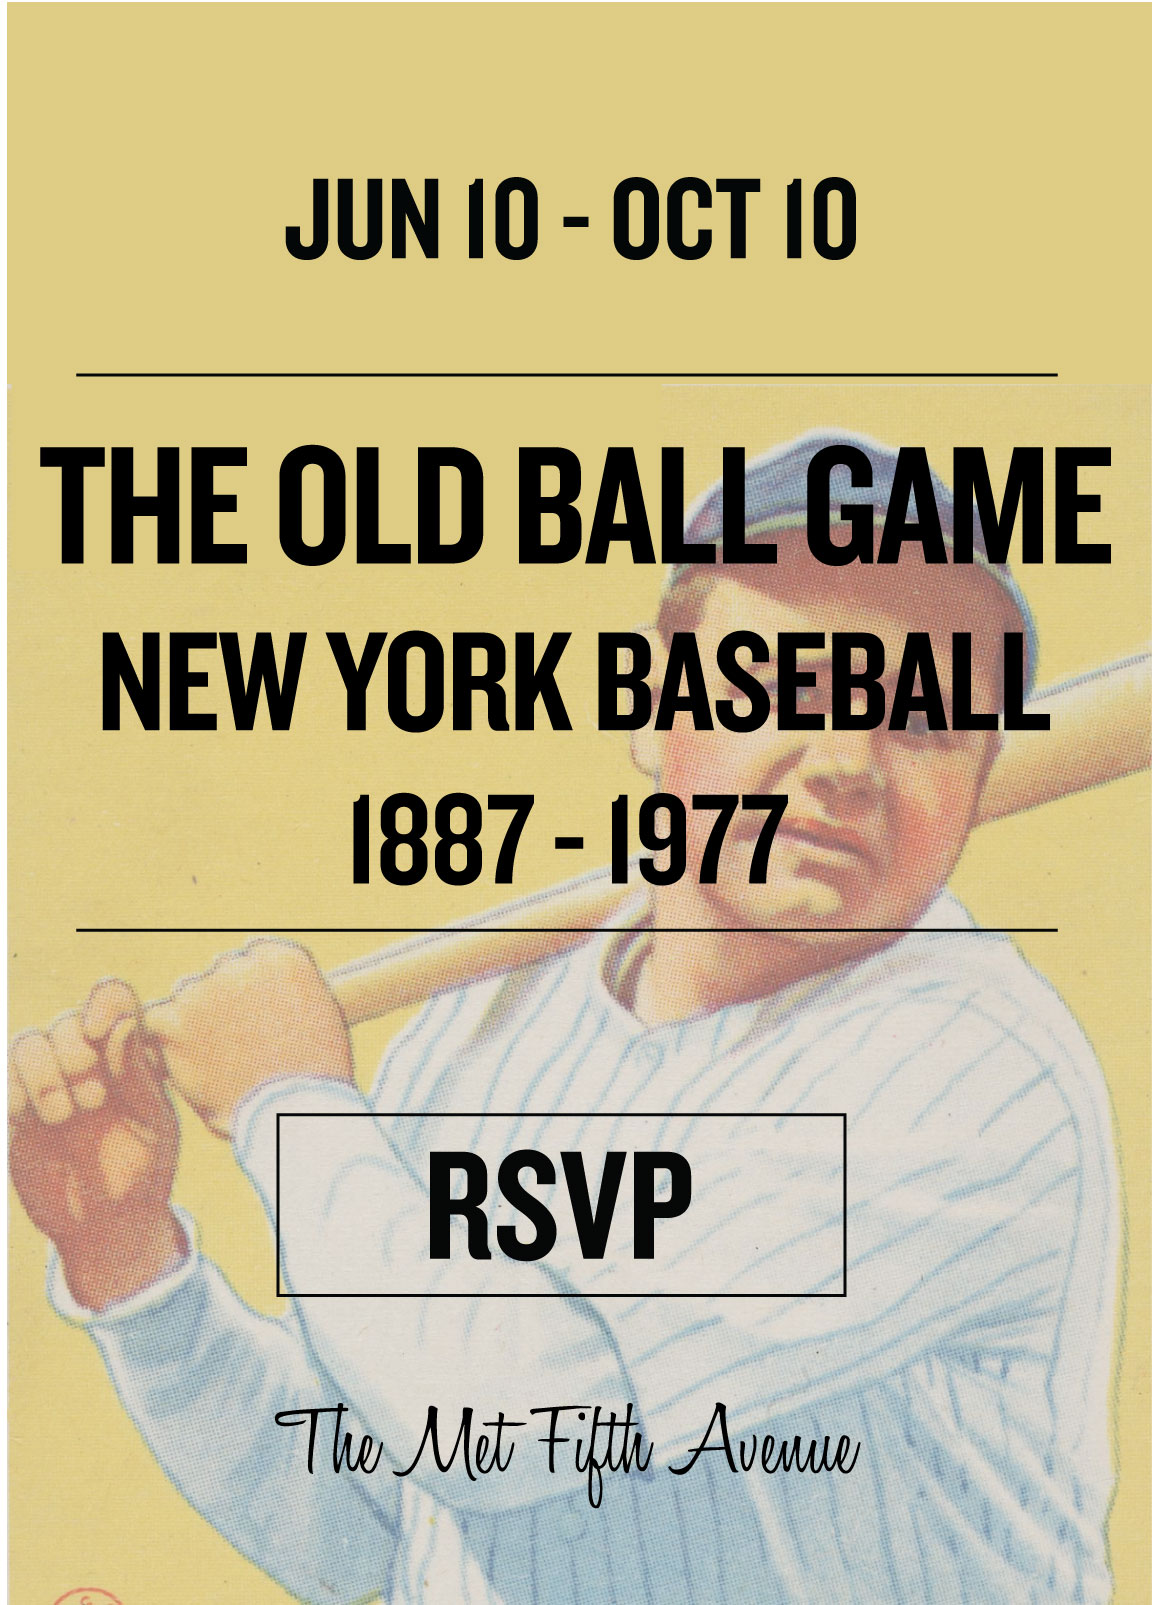 JUN 10 - OCT 10
THE OLD BALL GAME
NEW YORK BASEBALL
1887 - 1977
RSVP
The Met Fifth Avenue